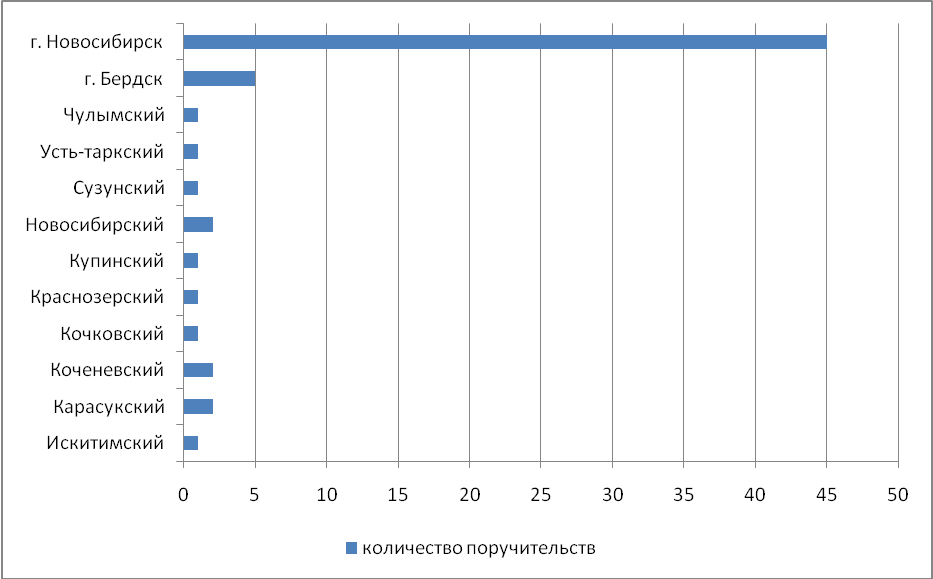 г. Новосибирск
г. Бердск
Чулымский
Усть-таркский
Сузунский
Новосибирский
Купинский
Краснозерский
Кочковский
Коченевский
Карасукский
Искитимский
0 5 10 15 20 25 30 35 40 45 50
количество поручительств